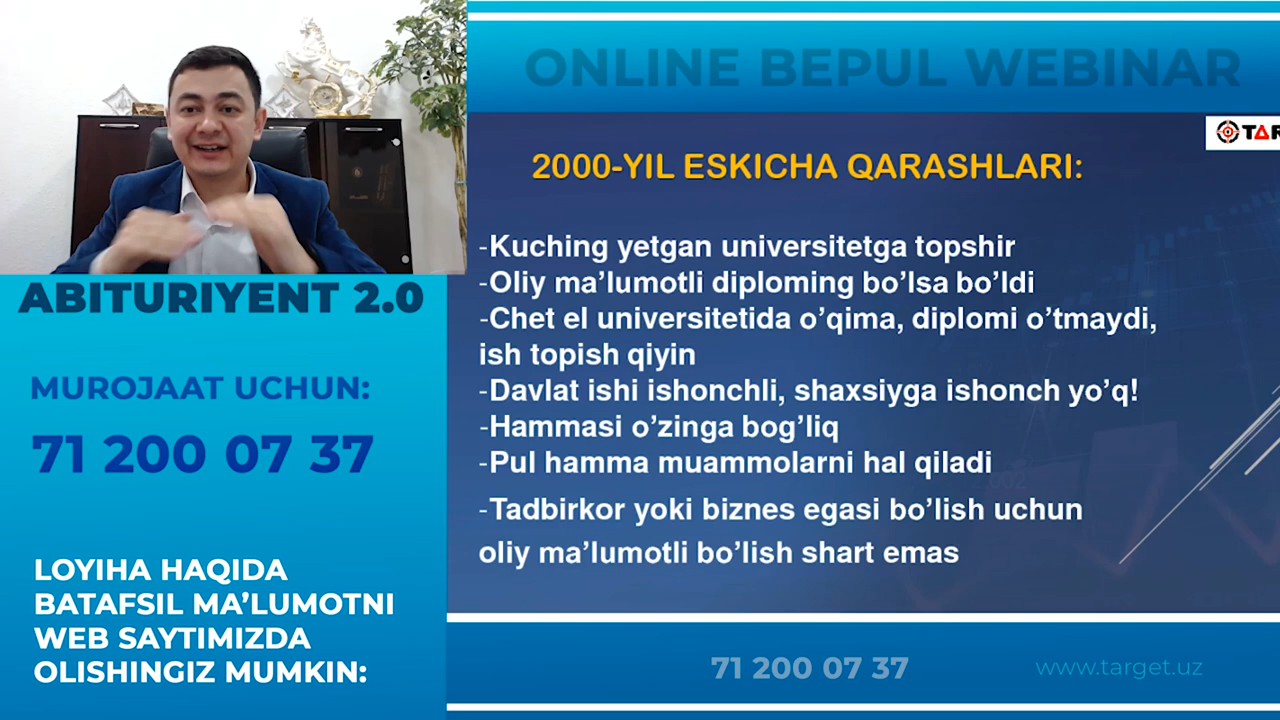 ONLINE BEPUL WEBINAR
2000-YIL ESKICHA QARASHLARI:
-Kuching yetgan universitetga topshir
-Oliy ma’lumotli diploming bo’lsa bo’ldi
-Chet el universitetida o’qima, diplomi o’tmaydi,
ish topish qiyin
-Davlat ishi ishonchli, shaxsiyga ishonch yo’q!
-Hammasi o’zinga bog’liq
-Pul hamma muammolarni hal qiladi
-Tadbirkor yoki biznes egasi bo’lish uchun
oliy ma’lumotli bo’lish shart emas
ABITURIYENT 2.0
MUROJAAT UCHUN:
71 200 07 37
LOYIHA HAQIDA
BATAFSIL MA’LUMOTNI
WEB SAYTIMIZDA
OLISHINGIZ MUMKIN:
71 200 07 37
www.target.uz